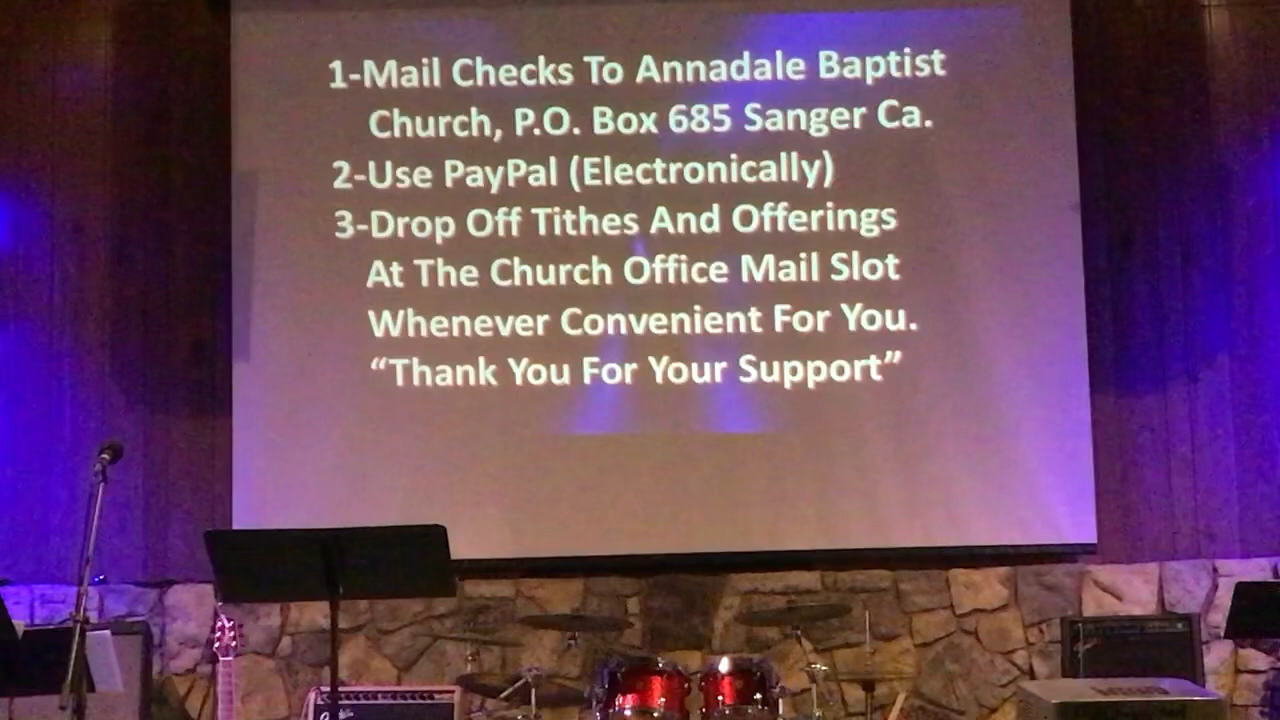 1-Mail Checks To Annadale Baptist
Church, P.O. Box 685 Sanger Ca.
2-Use PayPal (Electronically)
3-Drop Off Tithes And Offerings
At The Church Office Mail Slot
Whenever Convenient For You.
“Thank You For Your Support”